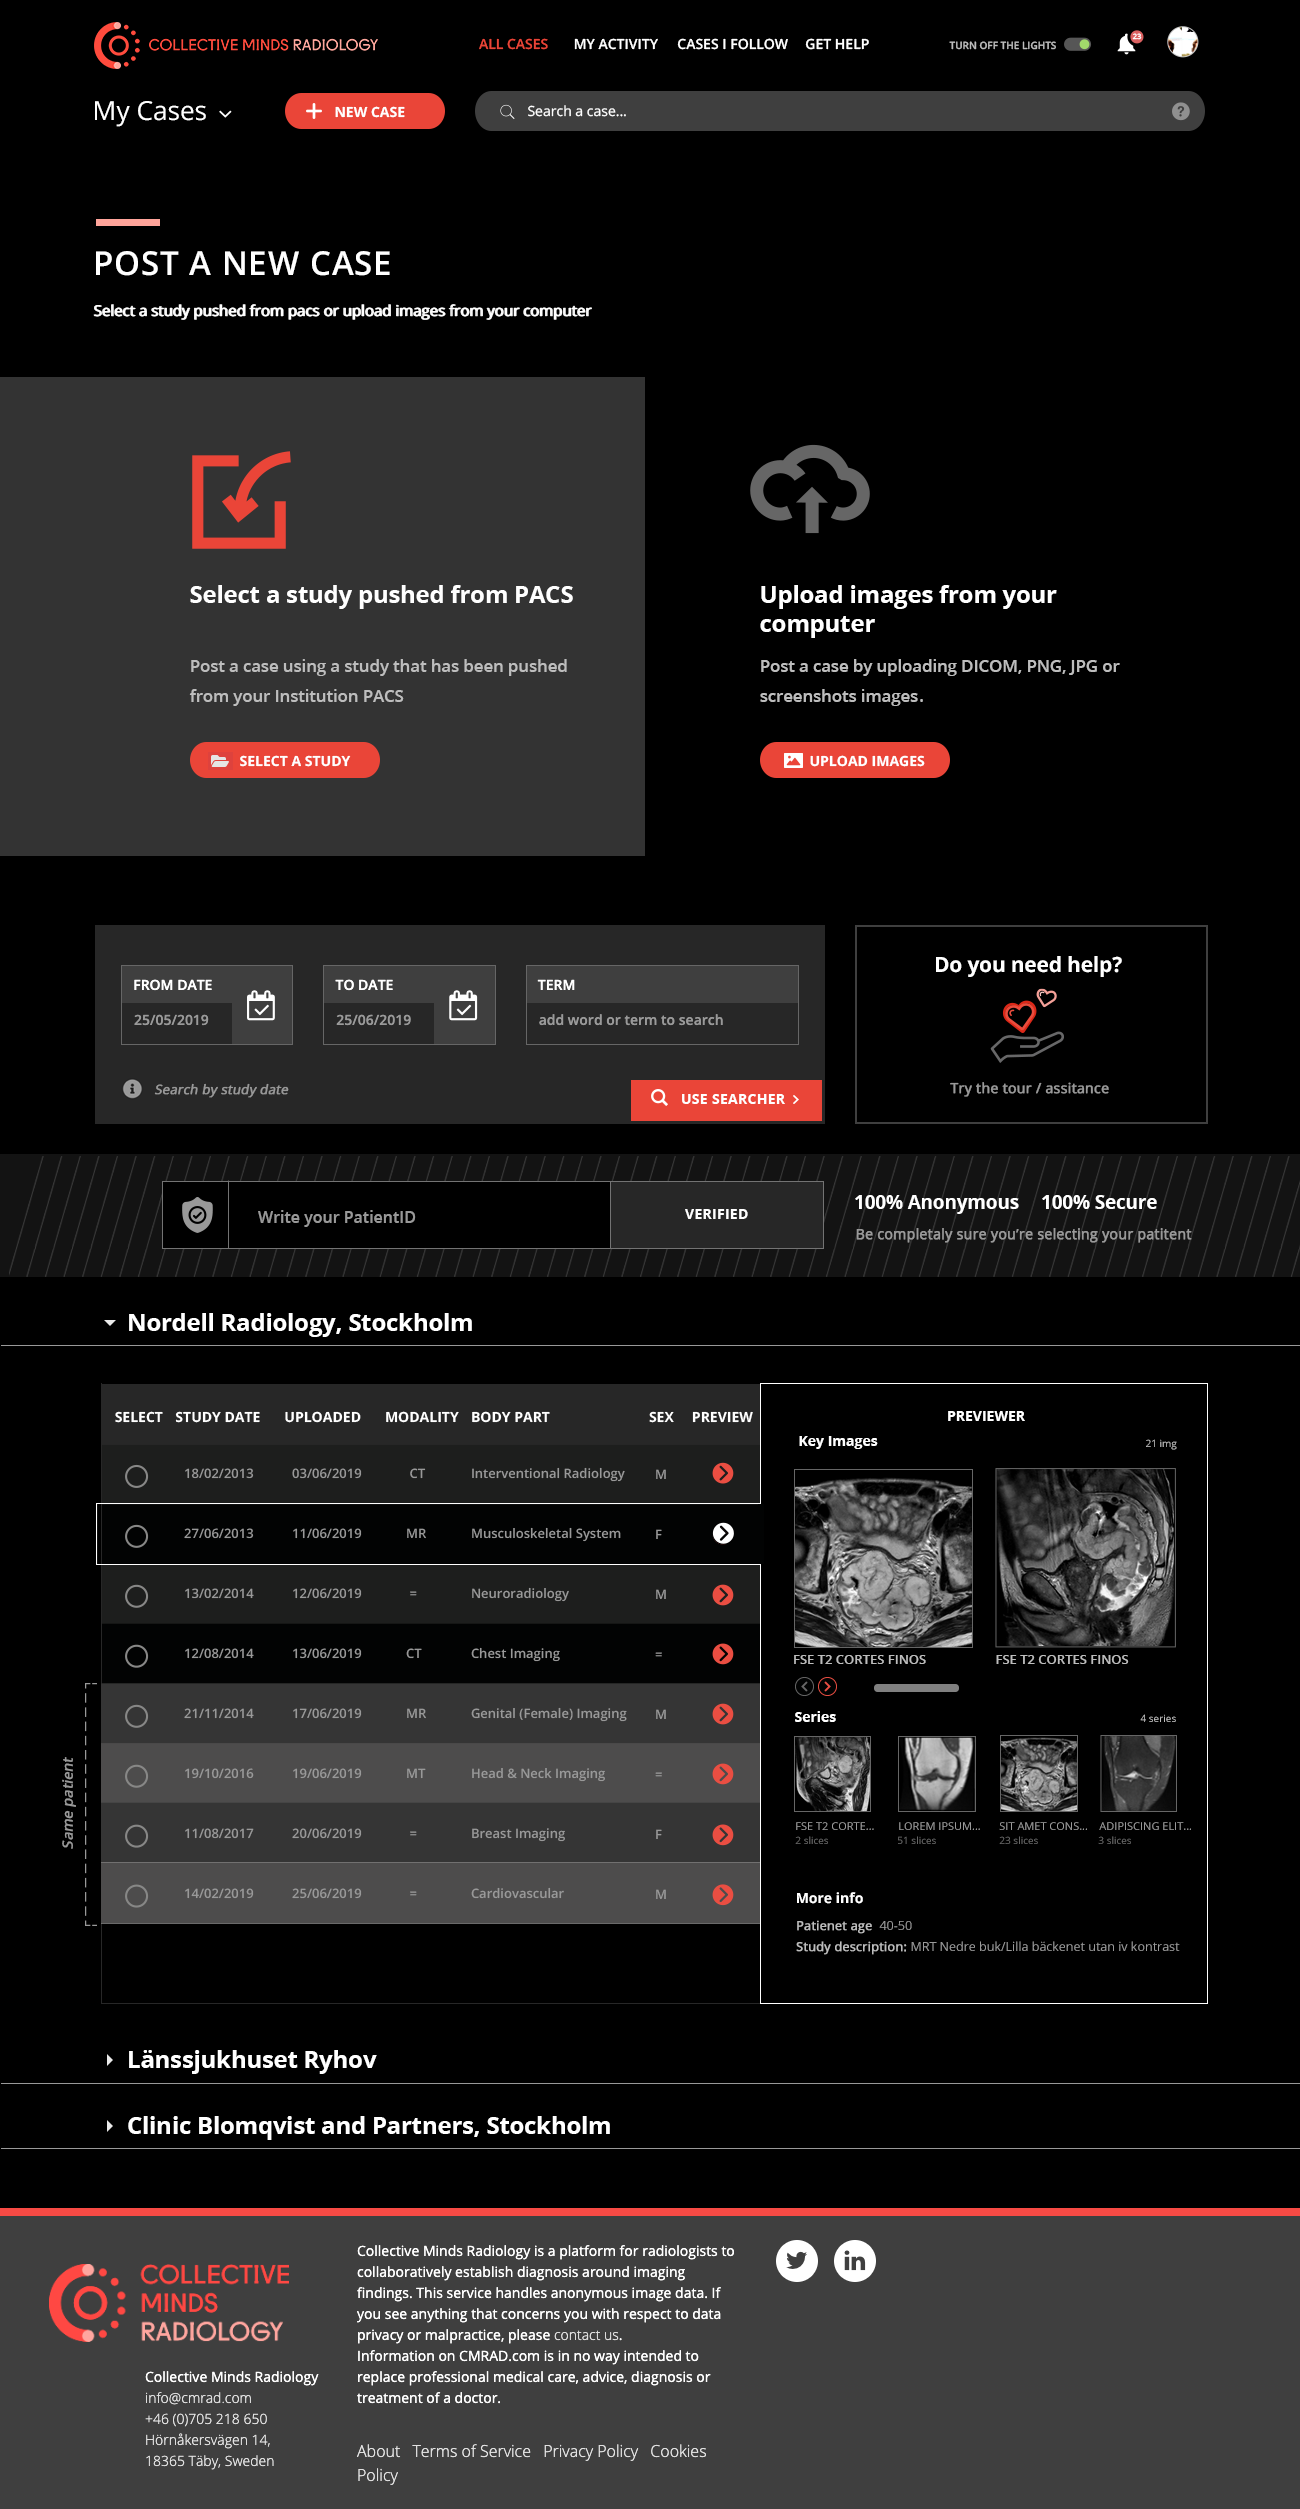 COLLECTIVE MINDS RADIOLOGY
ALL CASES MY ACTIVITY CASES I FOLLOW GET HELP
TURN OFF THE LIGHTS
23
My Cases
NEW CASE
Search a case...
?
POST A NEW CASE
Select a study pushed from pacs or upload images from your computer
Select a study pushed from PACS
Post a case using a study that has been pushed
from your Institution PACS
SELECT A STUDY
Upload images from your
computer
Post a case by uploading DICOM, PNG, JPG or
screenshots images.
UPLOAD IMAGES
FROM DATE
25/05/2019
TO DATE
25/06/2019
TERM
add word or term to search
Search by study date
USE SEARCHER
Do you need help?
Try the tour / assitance
Write your PatientID
VERIFIED
100% Anonymous 100% Secure
Be completaly sure you're selecting your patitent
Nordell Radiology, Stockholm
SELECT STUDY DATE UPLOADED MODALITY BODY PART SEX PREVIEW
18/02/2013 03/06/2019 CT Interventional Radiology M
27/06/2013 11/06/2019 MR Musculoskeletal System F
13/02/2014 12/06/2019 = Neuroradiology M
12/08/2014 13/06/2019 CT Chest Imaging =
21/11/2014 17/06/2019 MR Genital (Female) Imaging M
19/10/2016 19/06/2019 MT Head & Neck Imaging =
11/08/2017 20/06/2019 = Breast Imaging F
14/02/2019 25/06/2019 = Cardiovascular M
Same patient
PREVIEWER
Key Images
21 img
FSE T2 CORTES FINOS
FSE T2 CORTES FINOS
Series
4 series
FSE T2 CORTE...
2 slices
LOREM IPSUM...
51 slices
SIT AMET CONS...
23 slices
ADIPISCING ELIT...
3 slices
More info
Patienet age 40-50
Study description: MRT Nedre buk/Lilla bäckenet utan iv kontrast
Länssjukhuset Ryhov
Clinic Blomqvist and Partners, Stockholm
COLLECTIVE
MINDS
RADIOLOGY
Collective Minds Radiology
info@cmrad.com
+46 (0)705 218 650
Hörnåkersvägen 14,
18365 Täby, Sweden
Collective Minds Radiology is a platform for radiologists to
collaboratively establish diagnosis around imaging
findings. This service handles anonymous image data. If
you see anything that concerns you with respect to data
privacy or malpractice, please contact us.
Information on CMRAD.com is in no way intended to
replace professional medical care, advice, diagnosis or
treatment of a doctor.
About Terms of Service Privacy Policy Cookies
Policy
in